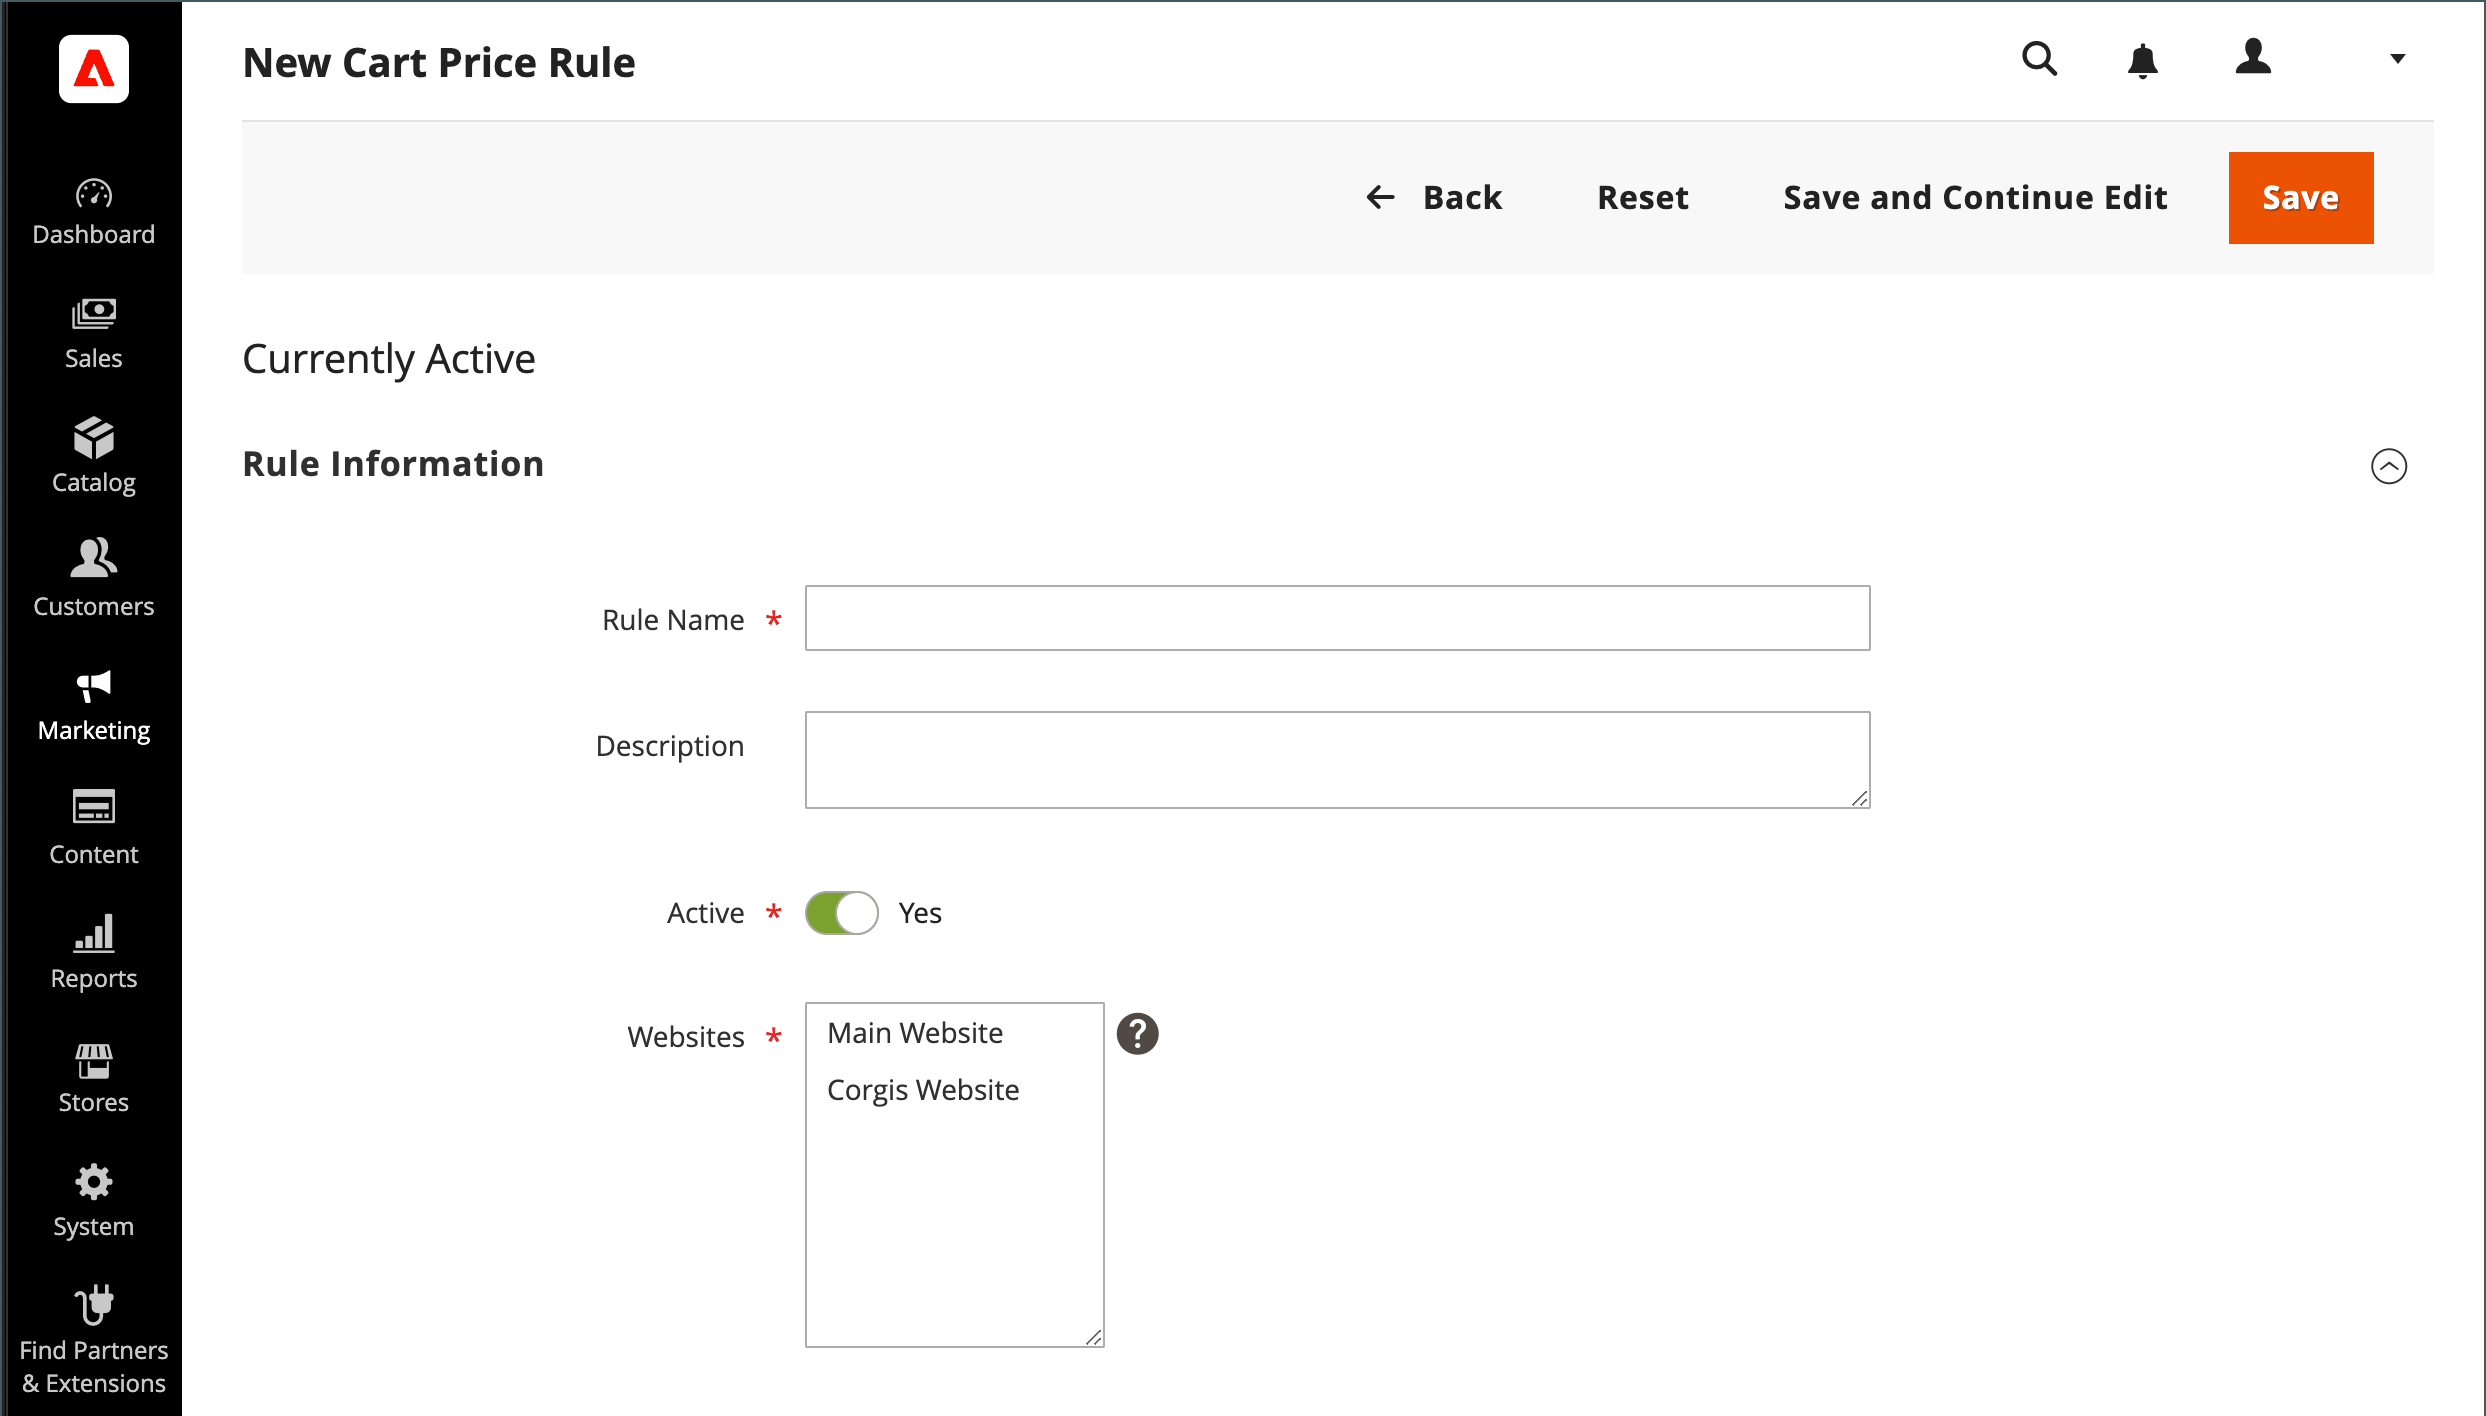 New Cart Price Rule
Dashboard
Sales
Catalog
Customers
Marketing
Content
Reports
Stores
System
Find Partners
& Extensions
Back
Reset
Save and Continue Edit
Save
Currently Active
Rule Information
Rule Name *
Description
Active * Yes
Websites *
Main Website
Corgis Website
?